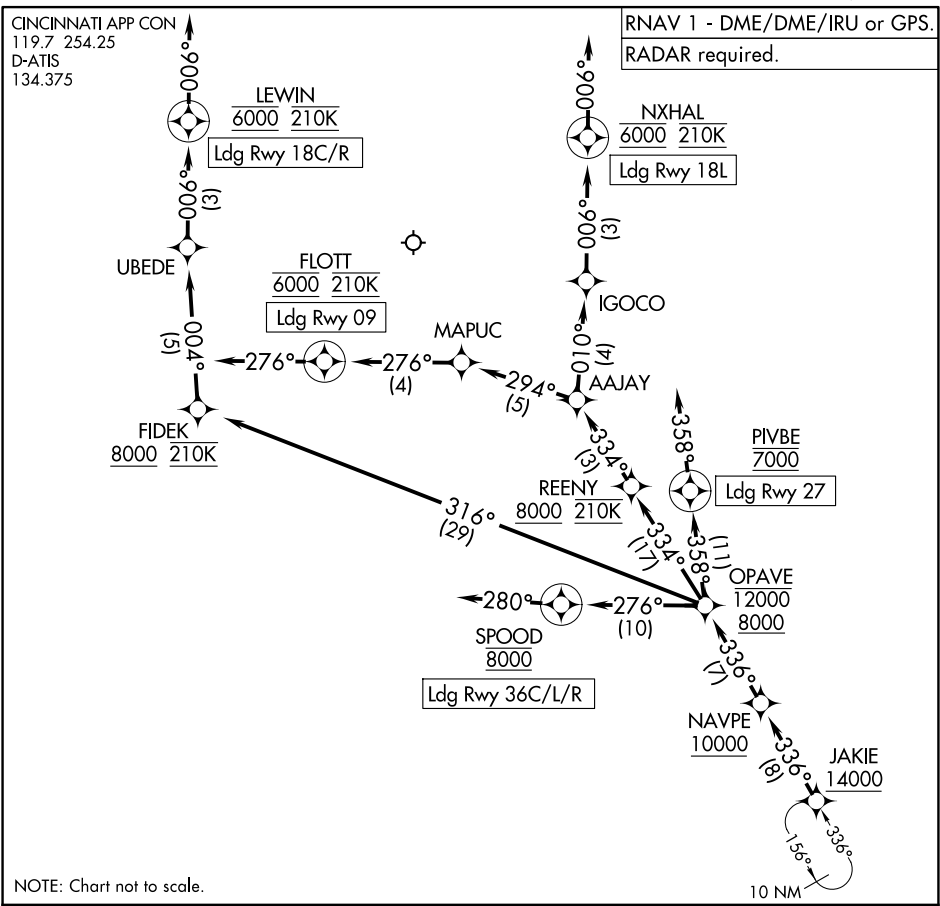 CINCINNATI APP CON
119.7 254.25
D-ATIS
134.375
RNAV 1 - DME/DME/IRU or GPS.
RADAR required.
006°
LEWIN
6000 210K
Ldg Rwy 18C/R
006°
(3)
UBEDE
006°
NXHAL
6000 210K
Ldg Rwy 18L
006°
(3)
IGOCO
FLOTT
6000 210K
Ldg Rwy 09
MAPUC
010°
(4)
AAJAY
004°
(5)
276°
276°
(4)
294°
(5)
FIDEK
8000 210K
334°
(3)
REENY
8000 210K
358°
PIVBE
7000
Ldg Rwy 27
316°
(29)
334°
(17)
358°
(11)
OPAVE
12000
8000
280°
276°
(10)
SPOOD
8000
Ldg Rwy 36C/L/R
336°
(7)
NAVPE
10000
336°
(8)
JAKIE
14000
156°
336°
10 NM
NOTE: Chart not to scale.